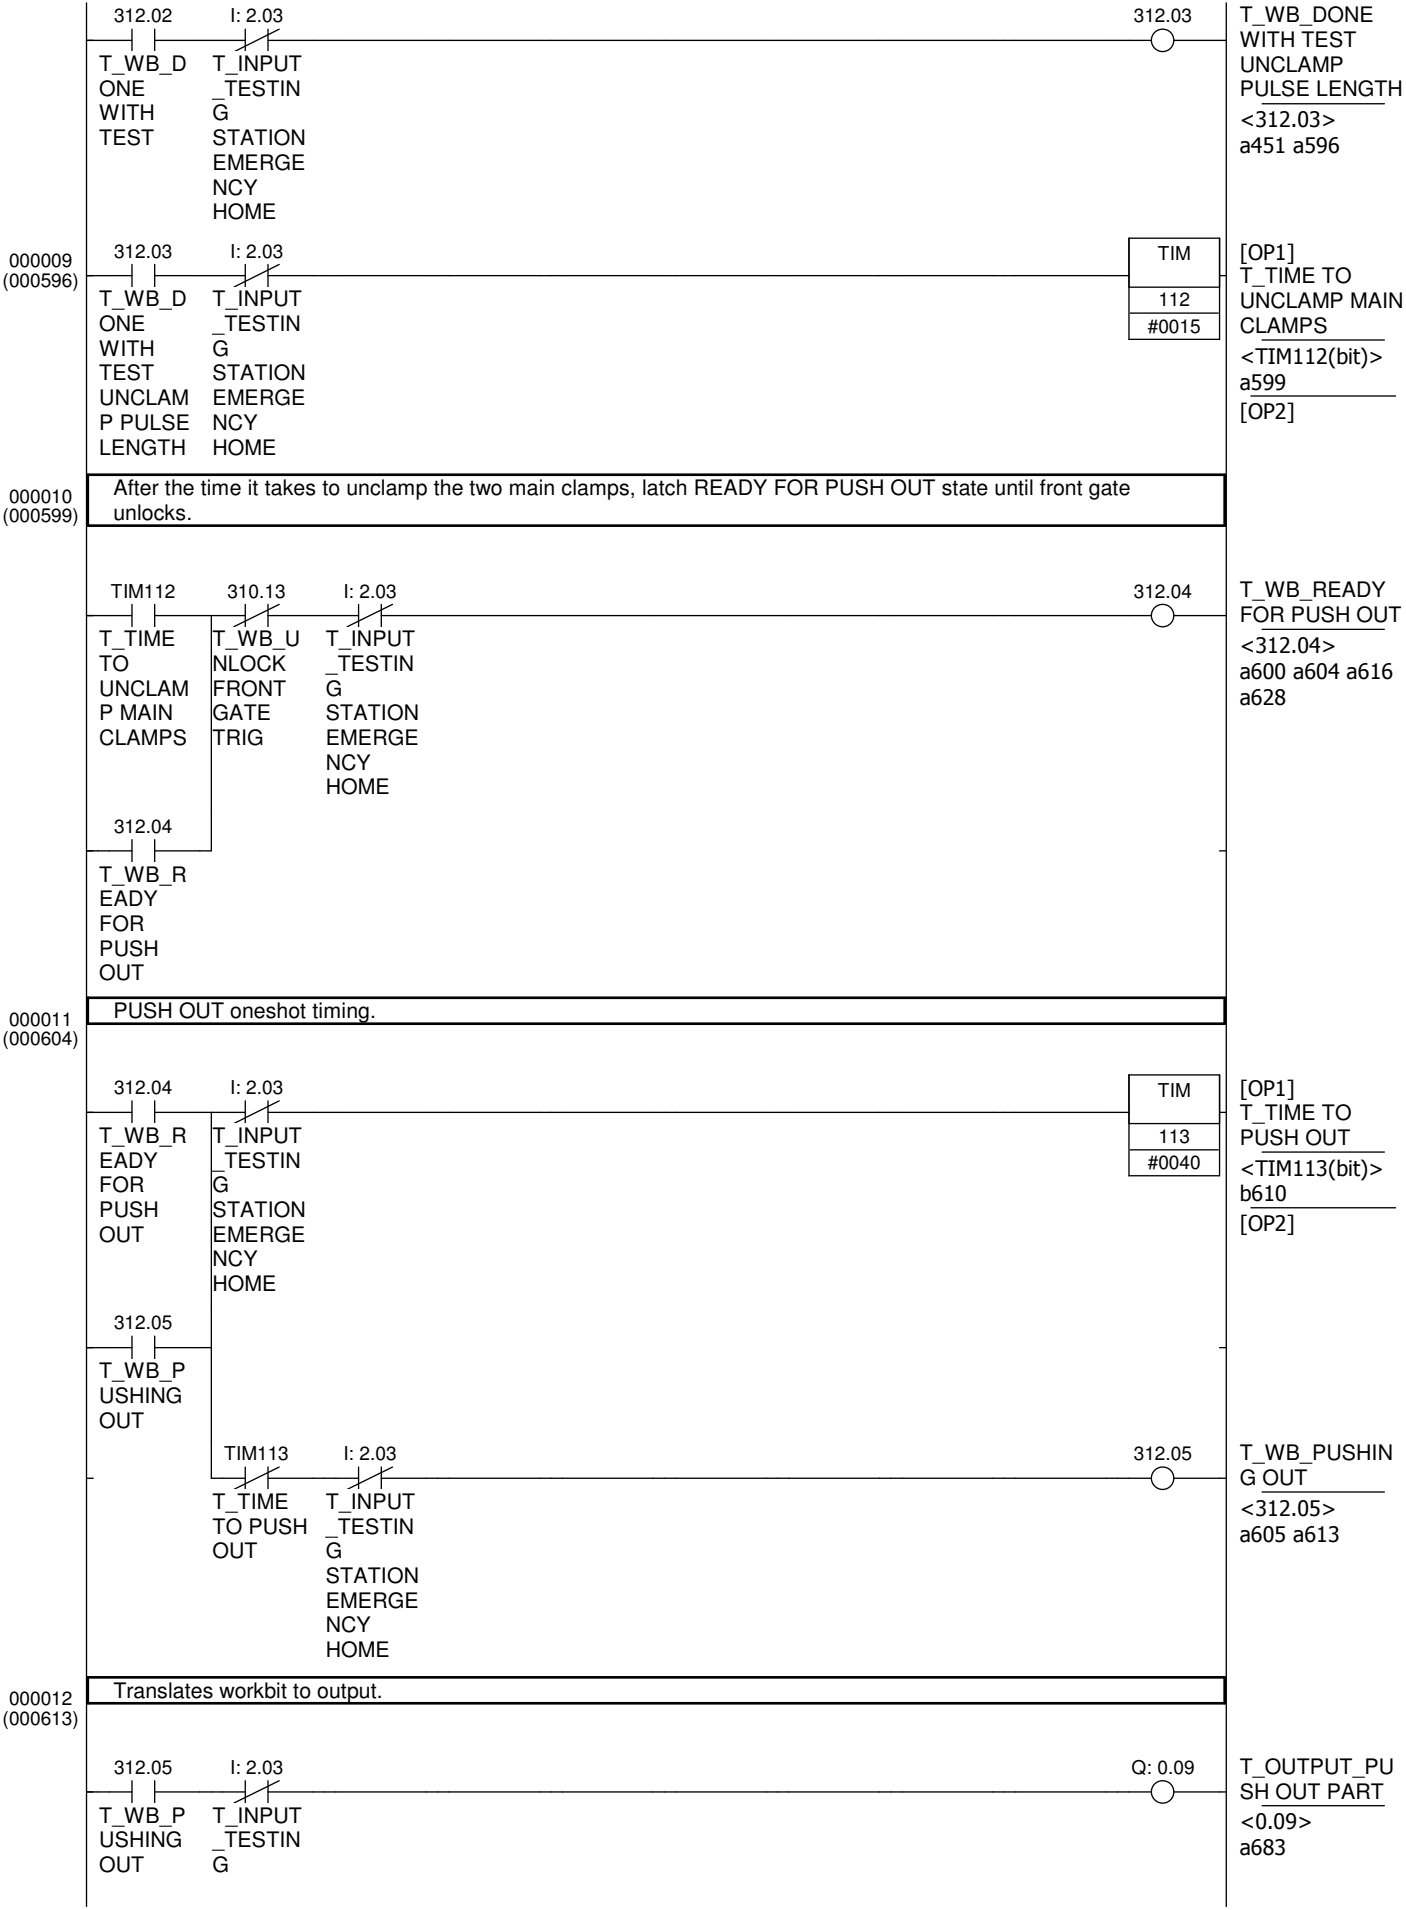 312.02 I: 2.03 312.03
T_WB_D
ONE
WITH
TEST
T_INPUT
_TESTIN
G
STATION
EMERGE
NCY
HOME
T_WB_DONE
WITH TEST
UNCLAMP
PULSE LENGTH
<312.03>
a451 a596
000009
(000596)
312.03 I: 2.03
T_WB_D
ONE
WITH
TEST
UNCLAM
P PULSE
LENGTH
T_INPUT
_TESTIN
G
STATION
EMERGE
NCY
HOME
TIM
112
#0015
[OP1]
T_TIME TO
UNCLAMP MAIN
CLAMPS
<TIM112(bit)>
a599
[OP2]
000010
(000599)
After the time it takes to unclamp the two main clamps, latch READY FOR PUSH OUT state until front gate
unlocks.
TIM112 310.13 I: 2.03 312.04
T_TIME
TO
UNCLAM
P MAIN
CLAMPS
T_WB_U
NLOCK
FRONT
GATE
TRIG
T_INPUT
_TESTIN
G
STATION
EMERGE
NCY
HOME
T_WB_READY
FOR PUSH OUT
<312.04>
a600 a604 a616
a628
312.04
T_WB_R
EADY
FOR
PUSH
OUT
000011
(000604)
PUSH OUT oneshot timing.
312.04 I: 2.03
T_WB_R
EADY
FOR
PUSH
OUT
T_INPUT
_TESTIN
G
STATION
EMERGE
NCY
HOME
TIM
113
#0040
[OP1]
T_TIME TO
PUSH OUT
<TIM113(bit)>
b610
[OP2]
312.05
T_WB_P
USHING
OUT
TIM113 I: 2.03 312.05
T_TIME
TO PUSH
OUT
T_INPUT
_TESTIN
G
STATION
EMERGE
NCY
HOME
T_WB_PUSHIN
G OUT
<312.05>
a605 a613
000012
(000613)
Translates workbit to output.
312.05 I: 2.03 Q: 0.09
T_WB_P
USHING
OUT
T_INPUT
_TESTIN
G
T_OUTPUT_PU
SH OUT PART
<0.09>
a683